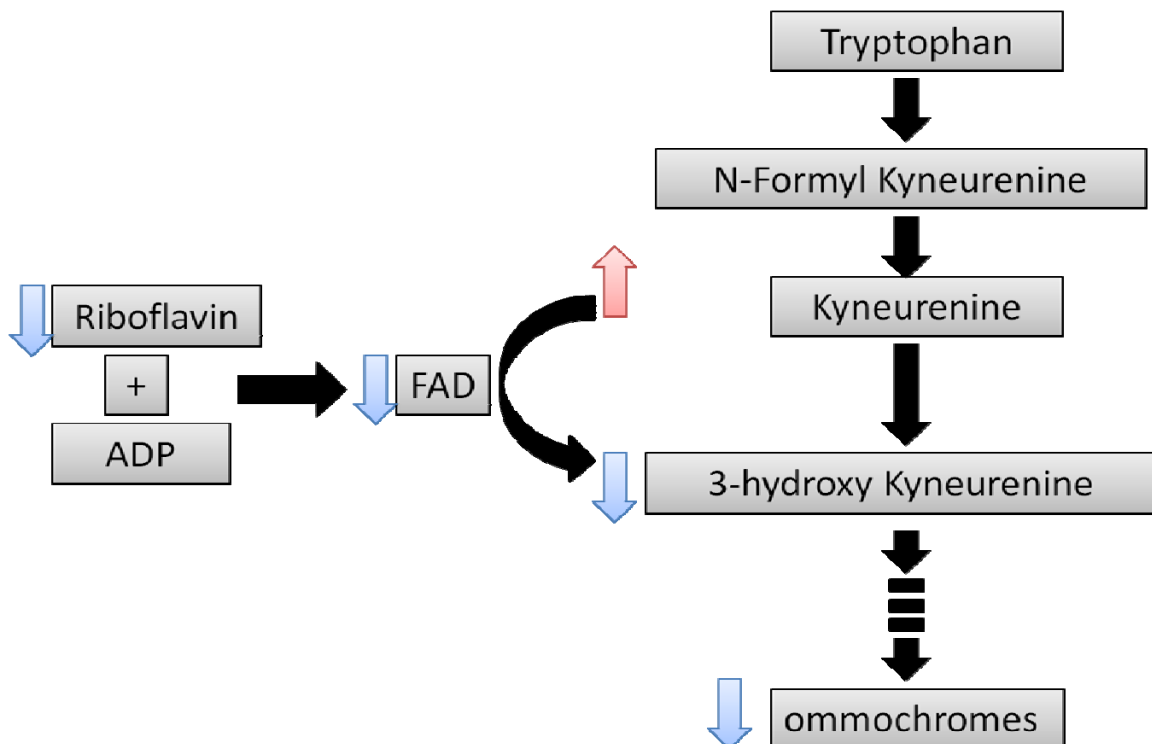 Tryptophan
N-Formyl Kyneurenine
Kyneurenine
Riboflavin
+
ADP
FAD
3-hydroxy Kyneurenine
ommochromes